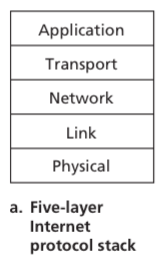 Application
Transport
Network
Link
Physical
a. Five-layer
Internet
protocol stack